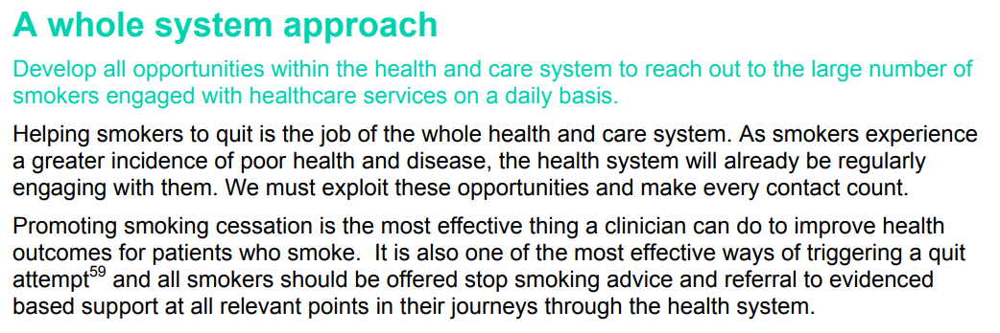 A whole system approach
Develop all opportunities within the health and care system to reach out to the large number of
smokers engaged with healthcare services on a daily basis.
Helping smokers to quit is the job of the whole health and care system. As smokers experience
a greater incidence of poor health and disease, the health system will already be regularly
engaging with them. We must exploit these opportunities and make every contact count.
Promoting smoking cessation is the most effective thing a clinician can do to improve health
outcomes for patients who smoke.  It is also one of the most effective ways of triggering a quit
attempt59 and all smokers should be offered stop smoking advice and referral to evidenced
based support at all relevant points in their journeys through the health system.